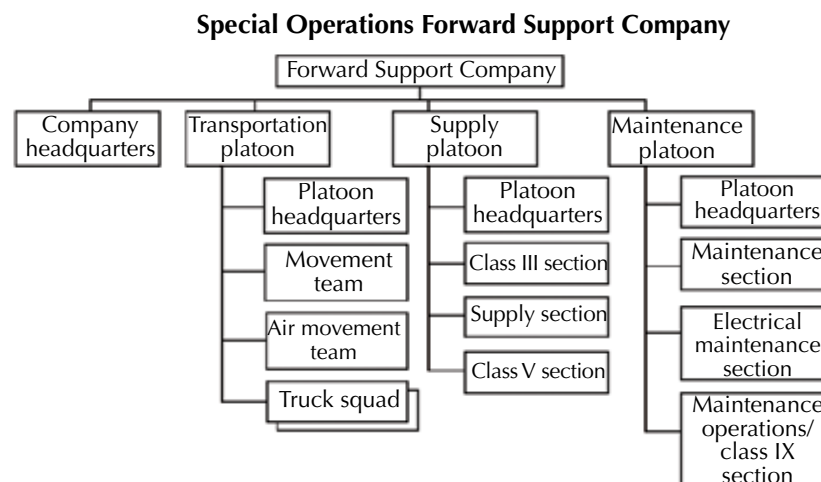 Special Operations Forward Support Company
Forward Support Company
Company
headquarters
Transportation
platoon
Supply
platoon
Maintenance
platoon
Platoon
headquarters
Movement
team
Air movement
team
Truck squad
Platoon
headquarters
Class III section
Supply section
Class V section
Platoon
headquarters
Maintenance
section
Electrical
maintenance
section
Maintenance
operations/
class IX
section